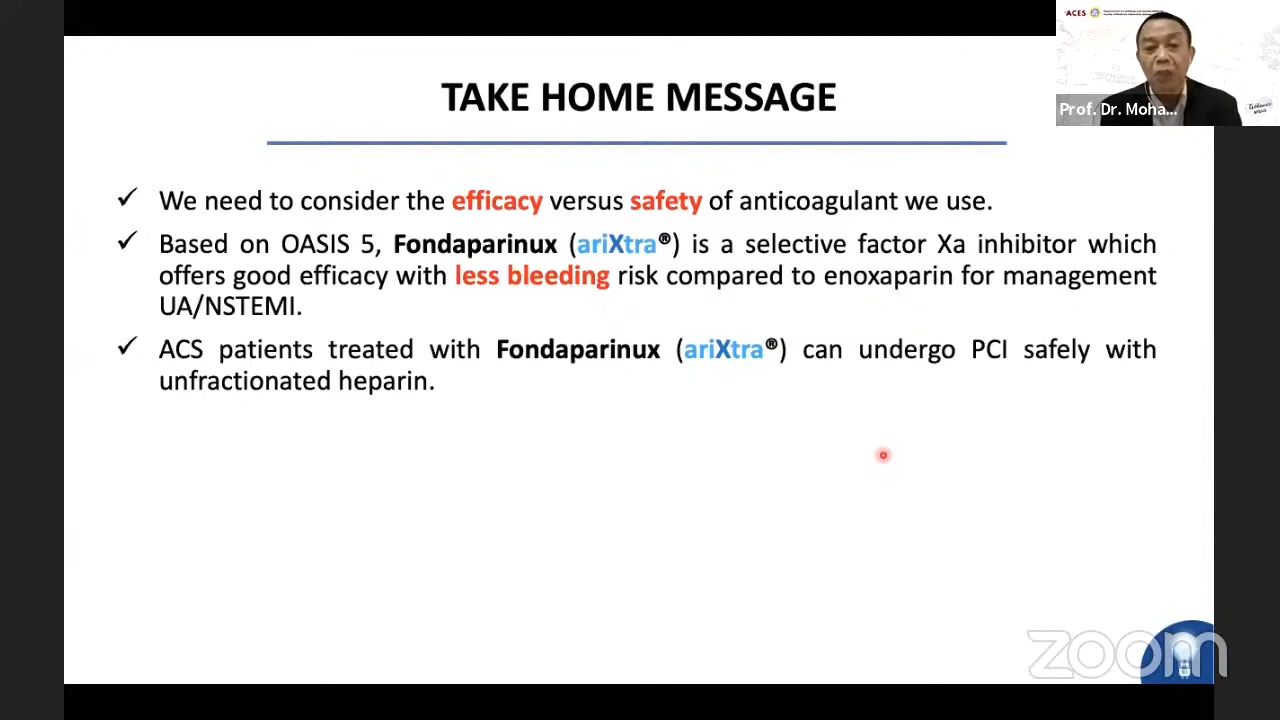 ACES
TAKE HOME MESSAGE
Prof. Dr. Moha...
✓ We need to consider the efficacy versus safety of anticoagulant we use.
✓ Based on OASIS 5, Fondaparinux (ariXtra®) is a selective factor Xa inhibitor which
offers good efficacy with less bleeding risk compared to enoxaparin for management
UA/NSTEMI.
✓ ACS patients treated with Fondaparinux (ariXtra®) can undergo PCI safely with
unfractionated heparin.
zoom